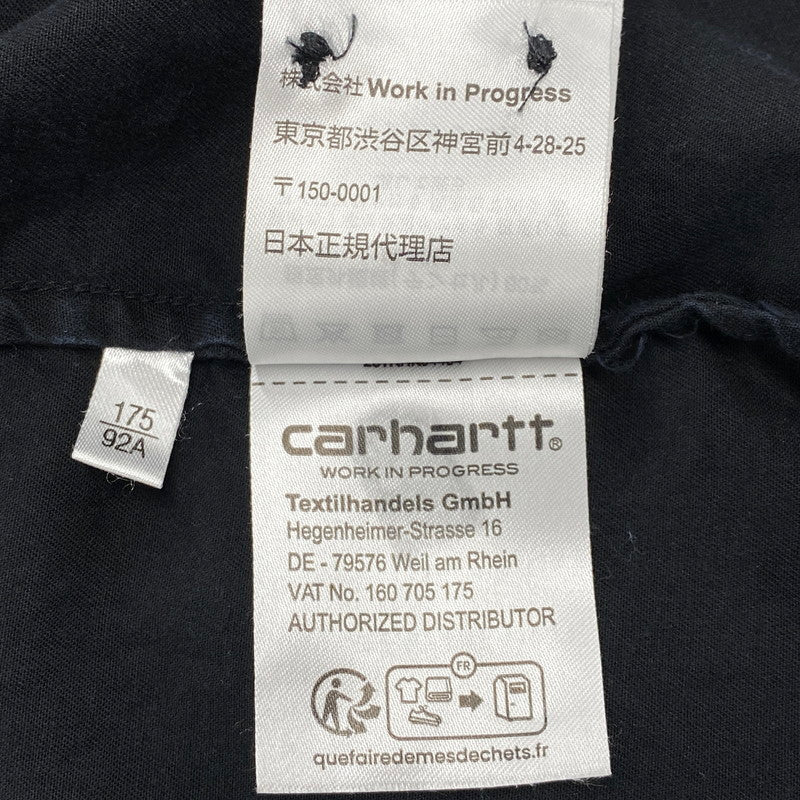 株式会社 Work in Progress
東京都渋谷区神宮前4-28-25
〒150-0001
日本正規代理店
175
92A
carhartt®
WORK IN PROGRESS
Textilhandels GmbH
Hegenheimer-Strasse 16
DE - 79576 Weil am Rhein
VAT No. 160 705 175
AUTHORIZED DISTRIBUTOR
FR
quefairedemesdechets.fr